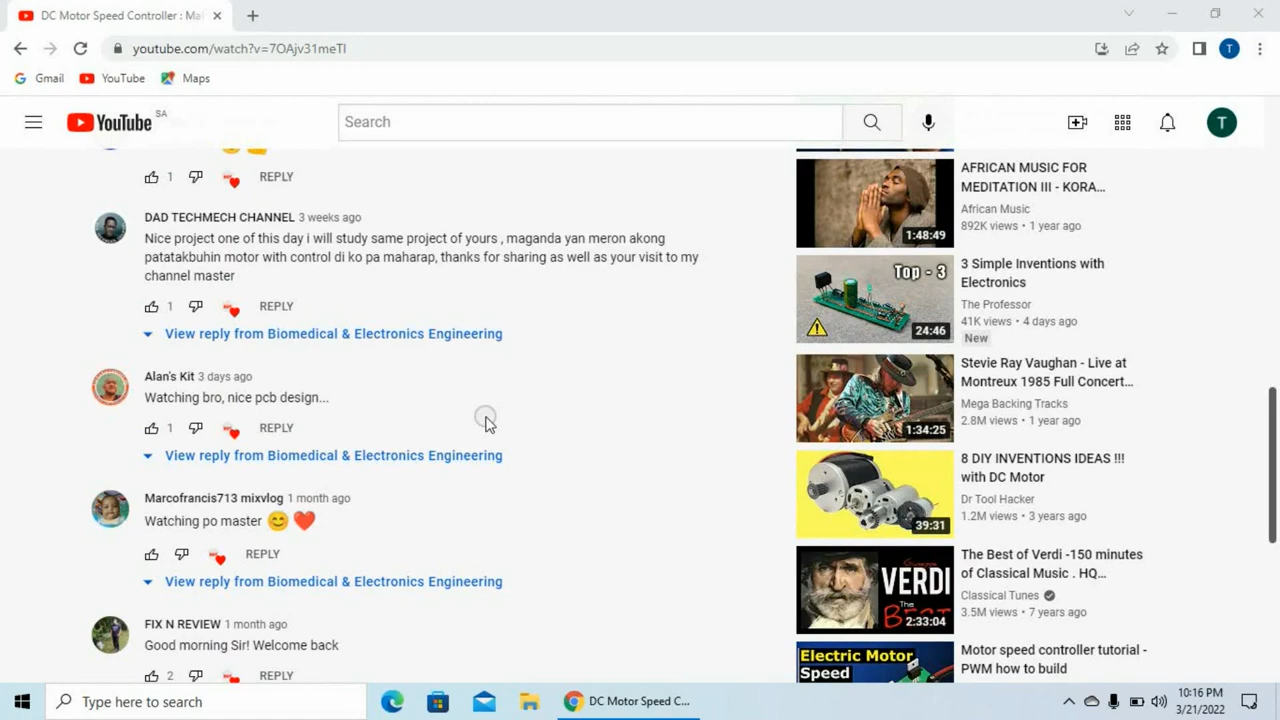 DC Motor Speed Controller : Ma
youtube.com/watch?v=7OAjv31meTI
T
Gmail
YouTube
Maps
YouTube SA
Search
T
1
REPLY
DAD TECHMECH CHANNEL 3 weeks ago
Nice project one of this day i will study same project of yours , maganda yan meron akong
patatakbuhin motor with control di ko pa maharap, thanks for sharing as well as your visit to my
channel master
1
REPLY
View reply from Biomedical & Electronics Engineering
Alan's Kit 3 days ago
Watching bro, nice pcb design...
1
REPLY
View reply from Biomedical & Electronics Engineering
Marcofrancis713 mixvlog 1 month ago
Watching po master 😊 ❤️
REPLY
View reply from Biomedical & Electronics Engineering
FIX N REVIEW 1 month ago
Good morning Sir! Welcome back
2
REPLY
1:48:49
AFRICAN MUSIC FOR
MEDITATION III - KORA...
African Music
892K views • 1 year ago
Top - 3
24:46
3 Simple Inventions with
Electronics
The Professor
41K views • 4 days ago
New
1:34:25
Stevie Ray Vaughan - Live at
Montreux 1985 Full Concert...
Mega Backing Tracks
2.8M views • 1 year ago
39:31
8 DIY INVENTIONS IDEAS !!!
with DC Motor
Dr Tool Hacker
1.2M views • 3 years ago
GIUSEPPE
VERDI
The
BEST
2:33:04
The Best of Verdi -150 minutes
of Classical Music . HQ...
Classical Tunes
3.5M views • 7 years ago
Electric Motor
Speed
Motor speed controller tutorial -
PWM how to build
Type here to search
DC Motor Speed C...
10:16 PM
3/21/2022